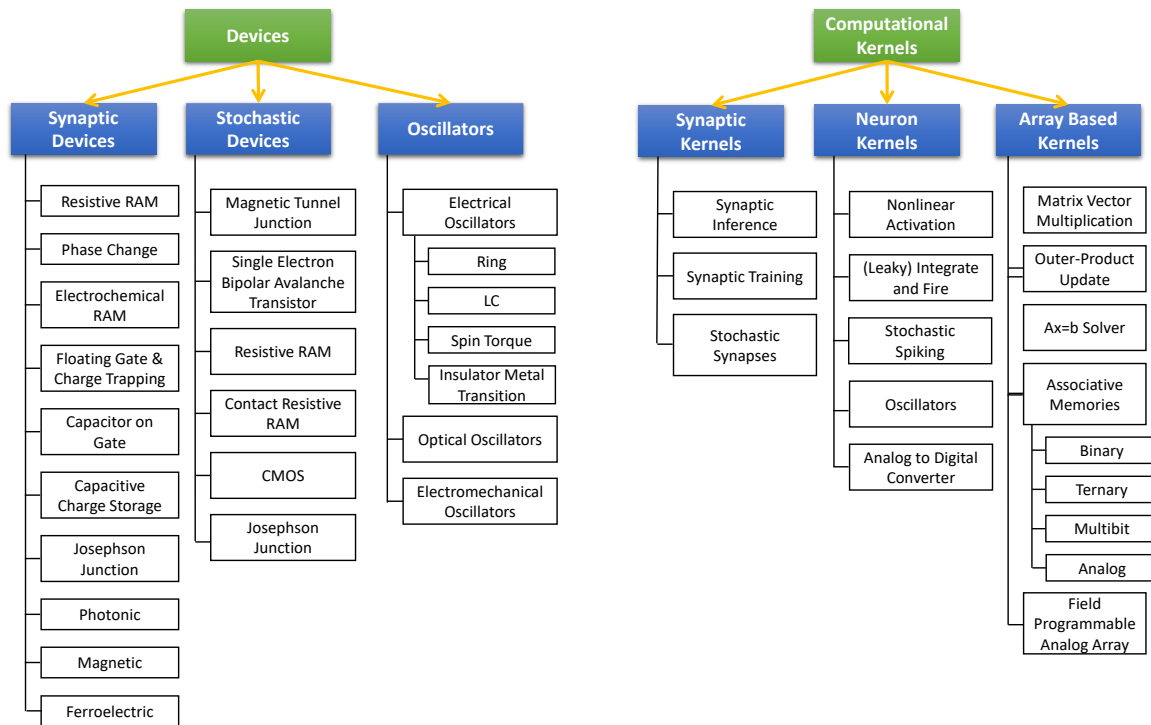 Devices
Synaptic
Devices
Resistive RAM
Phase Change
Electrochemical
RAM
Floating Gate &
Charge Trapping
Capacitor on
Gate
Capacitive
Charge Storage
Josephson
Junction
Photonic
Magnetic
Ferroelectric
Stochastic
Devices
Magnetic Tunnel
Junction
Single Electron
Bipolar Avalanche
Transistor
Resistive RAM
Contact Resistive
RAM
CMOS
Josephson
Junction
Oscillators
Electrical
Oscillators
Ring
LC
Spin Torque
Insulator Metal
Transition
Optical Oscillators
Electromechanical
Oscillators
Computational
Kernels
Synaptic
Kernels
Synaptic
Inference
Synaptic Training
Stochastic
Synapses
Neuron
Kernels
Nonlinear
Activation
(Leaky) Integrate
and Fire
Stochastic
Spiking
Oscillators
Analog to Digital
Converter
Array Based
Kernels
Matrix Vector
Multiplication
Outer-Product
Update
Ax=b Solver
Associative
Memories
Binary
Ternary
Multibit
Analog
Field
Programmable
Analog Array